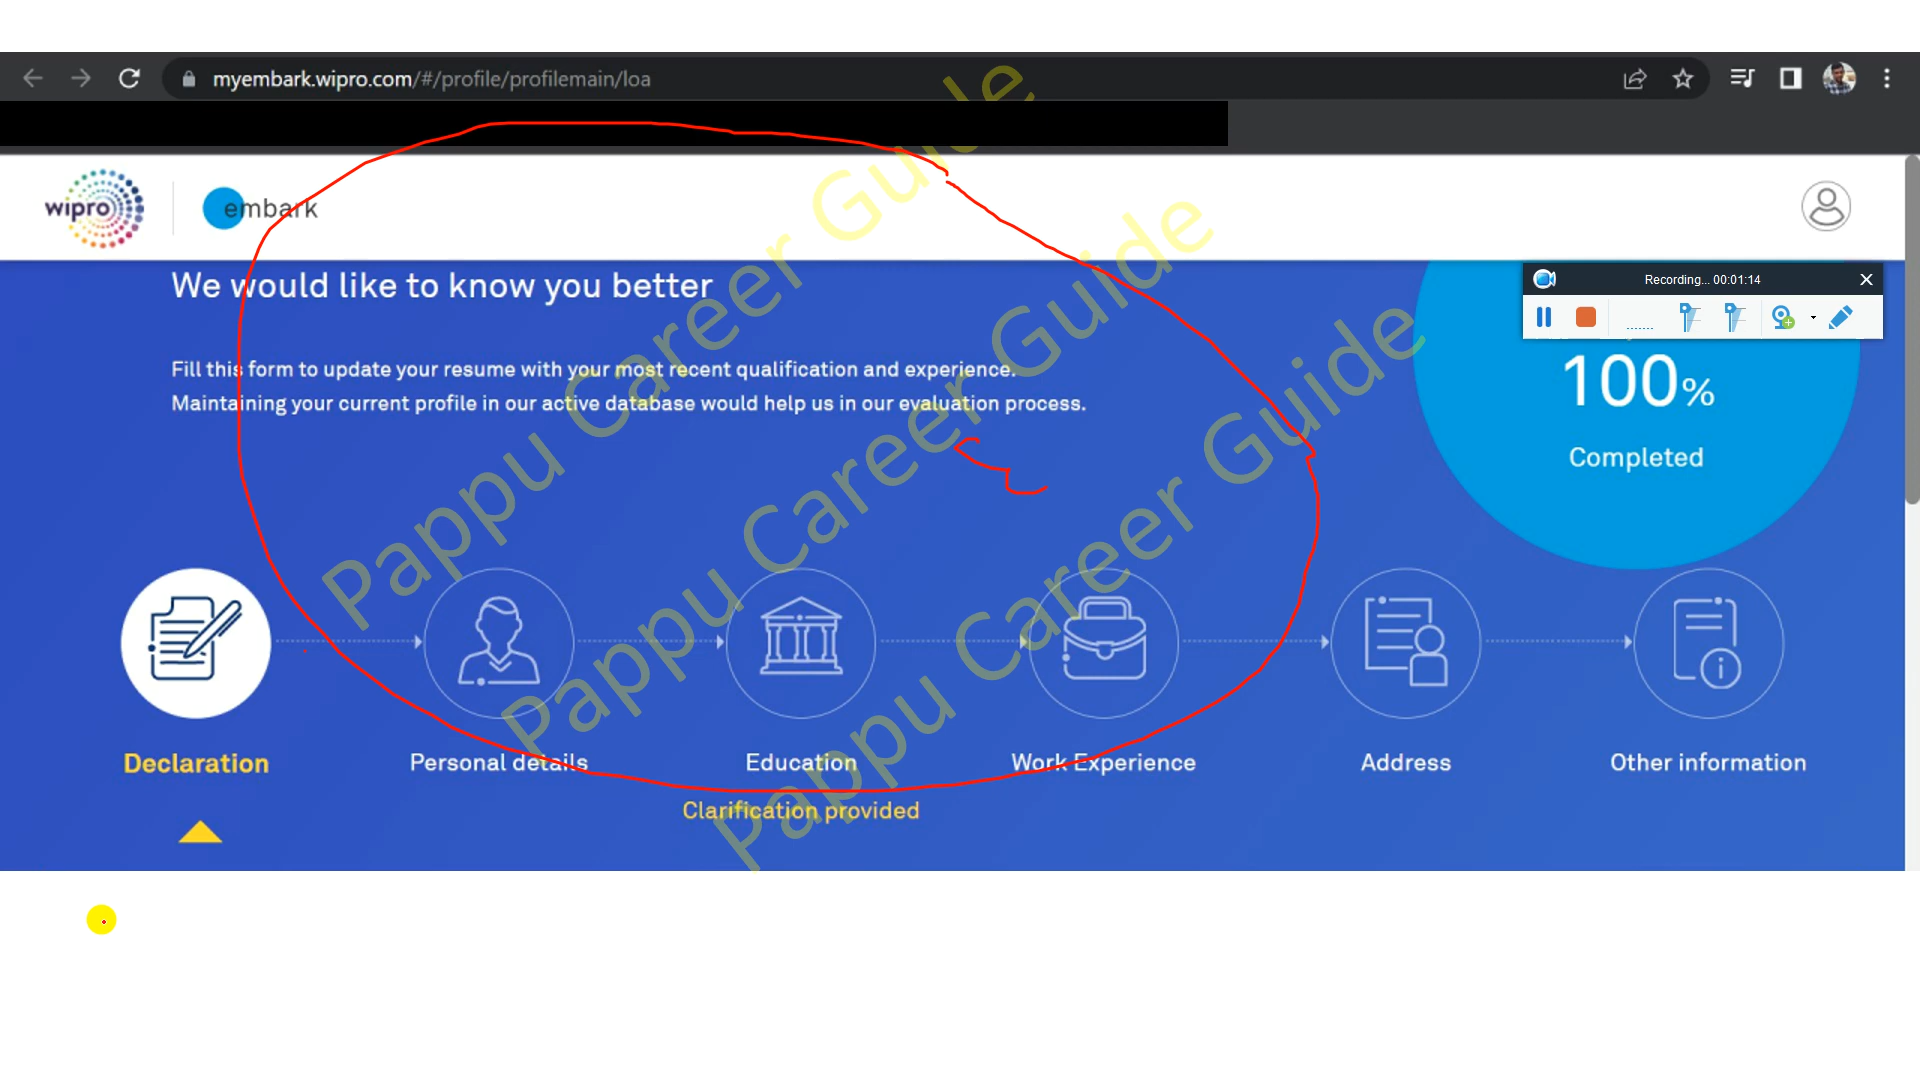 myembark.wipro.com/#/profile/profilemain/loa
wipro
embark
Recording... 00:01:14
We would like to know you better
Fill this form to update your resume with your most recent qualification and experience.
Maintaining your current profile in our active database would help us in our evaluation process.
100%
Completed
Declaration
Personal details
Education
Work Experience
Address
Other information
Clarification provided
Pappu Career Guide
Pappu Career Guide
Pappu Career Guide